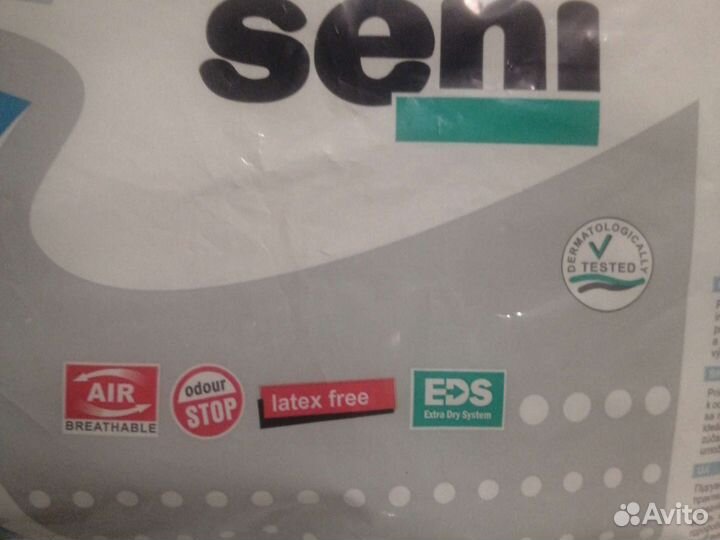 seni
DERMATOLOGICALLY
TESTED
AIR
BREATHABLE
odour
STOP
latex free
EDS
Extra Dry System
Avito